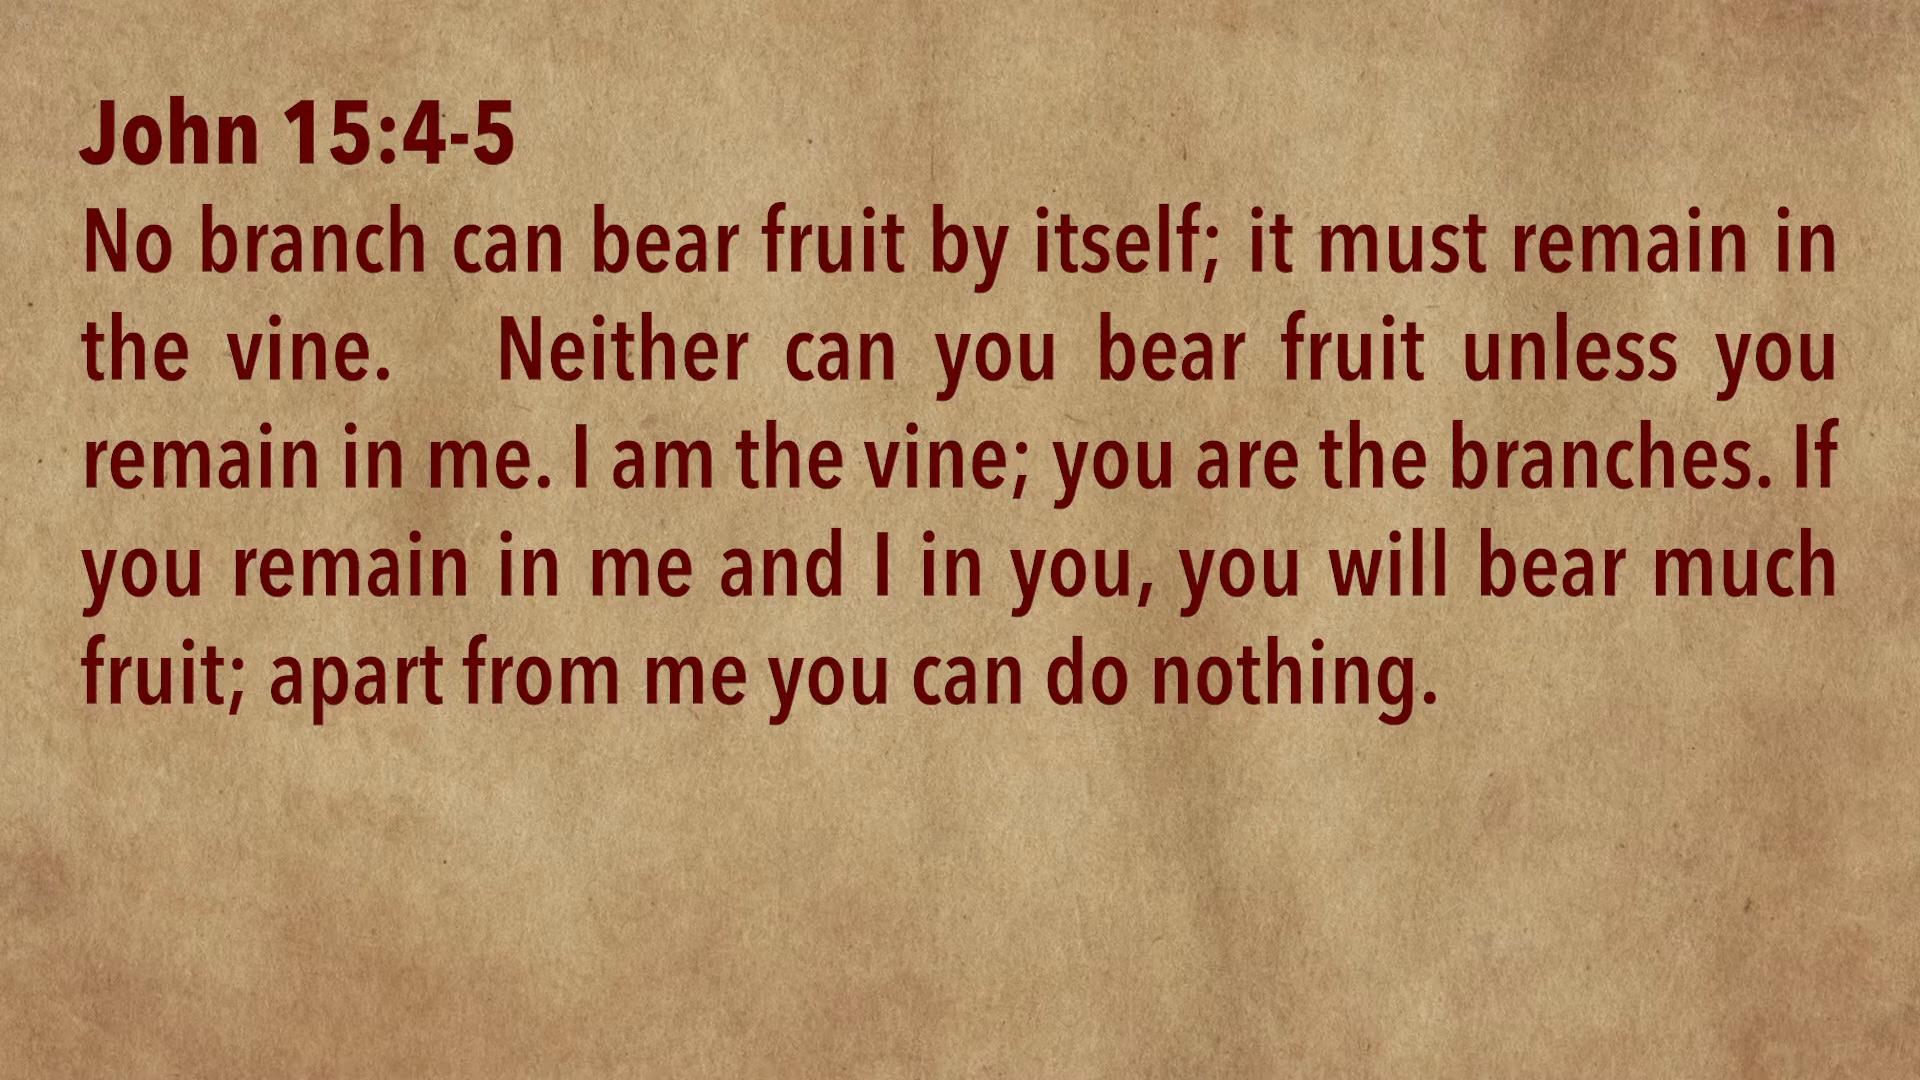 John 15:4-5
No branch can bear fruit by itself; it must remain in
the vine.   Neither can you bear fruit unless you
remain in me. I am the vine; you are the branches. If
you remain in me and I in you, you will bear much
fruit; apart from me you can do nothing.